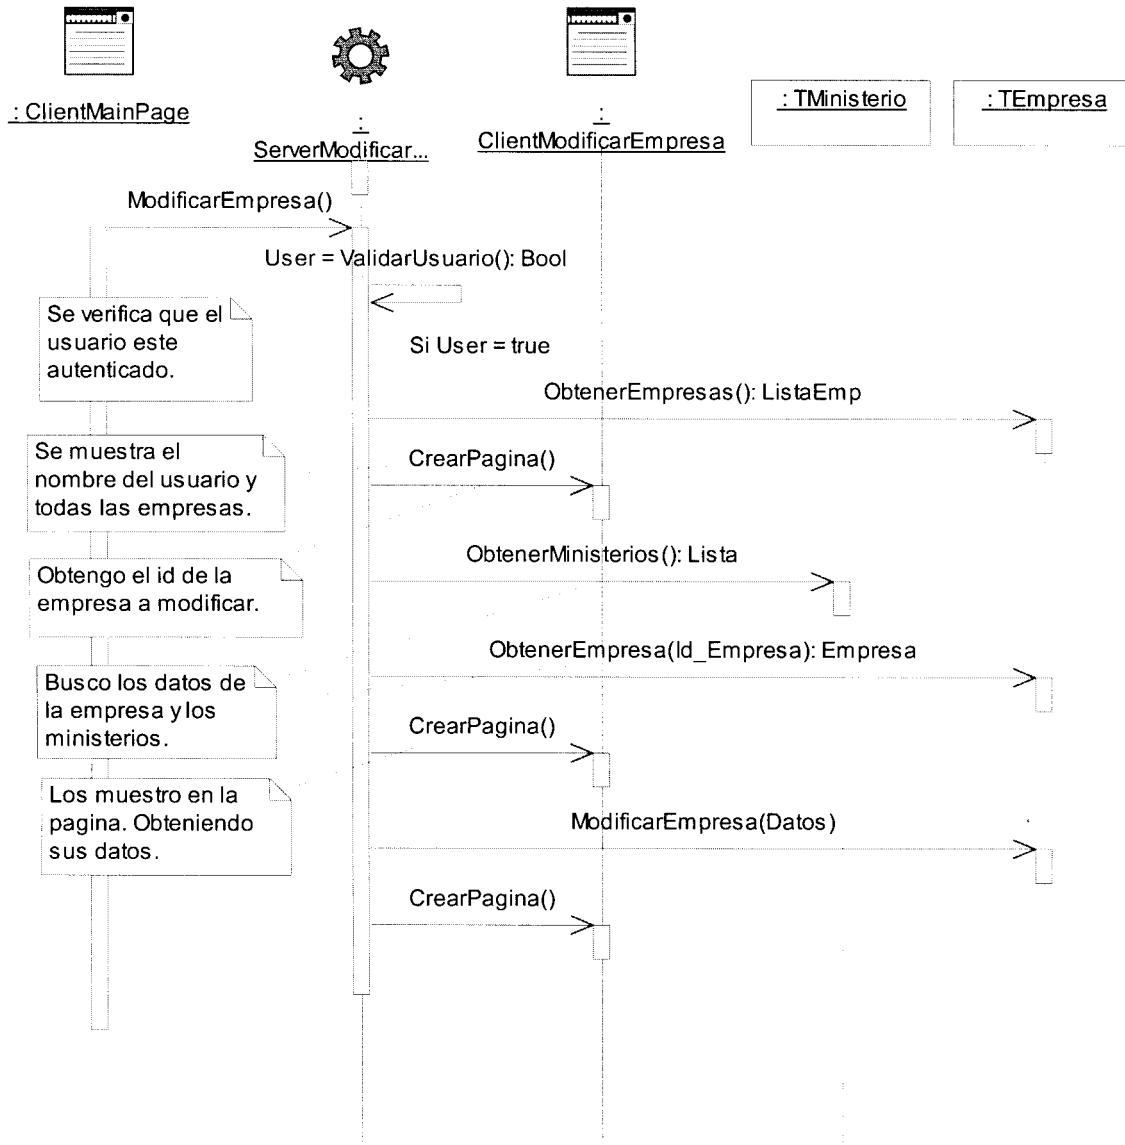 : ClientMainPage
:
ServerModificar...
:
ClientModificarEmpresa
: TMinisterio
: TEmpresa
ModificarEmpresa()
User = ValidarUsuario(): Bool
Se verifica que el
usuario este
autenticado.
Si User = true
ObtenerEmpresas(): ListaEmp
Se muestra el
nombre del usuario y
todas las empresas.
CrearPagina()
ObtenerMinisterios(): Lista
Obtengo el id de la
empresa a modificar.
ObtenerEmpresa(Id_Empresa): Empresa
Busco los datos de
la empresa y los
ministerios.
CrearPagina()
Los muestro en la
pagina. Obteniendo
sus datos.
ModificarEmpresa(Datos)
CrearPagina()